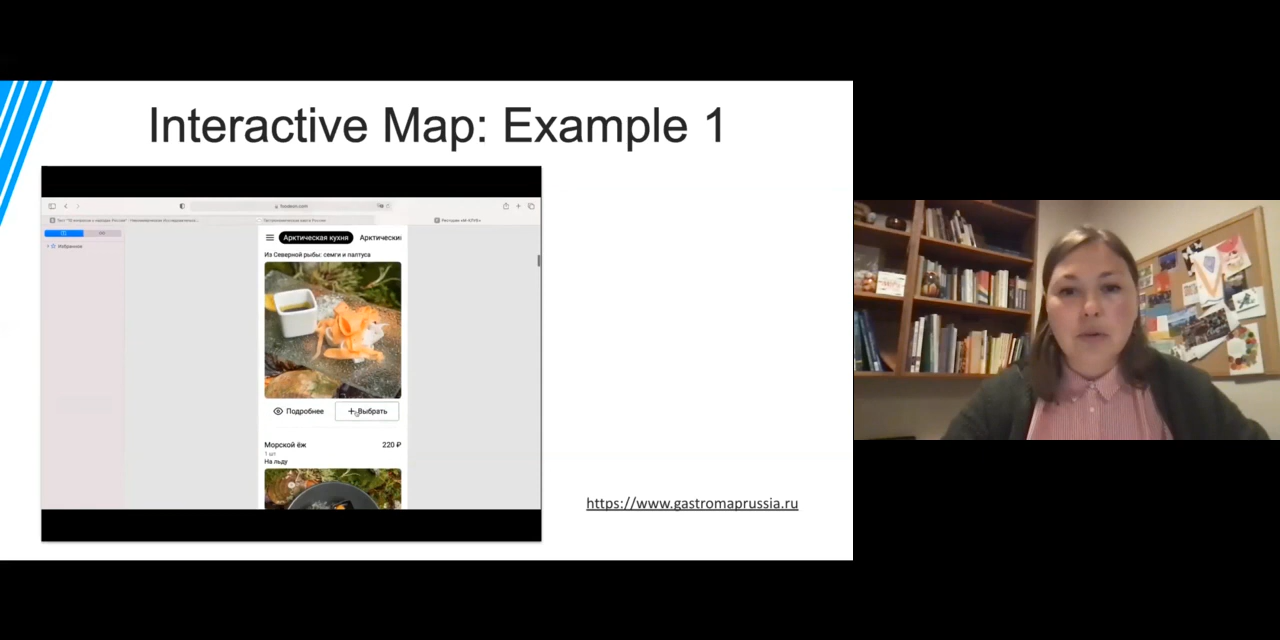 Interactive Map: Example 1
Арктическая кухня
Арктически
Из Северной рыбы: семги и палтуса
Подробнее
+ Выбрать
Морской ёж
220 ₽
1 шт
На льду
Избранное
https://www.gastromaprussia.ru